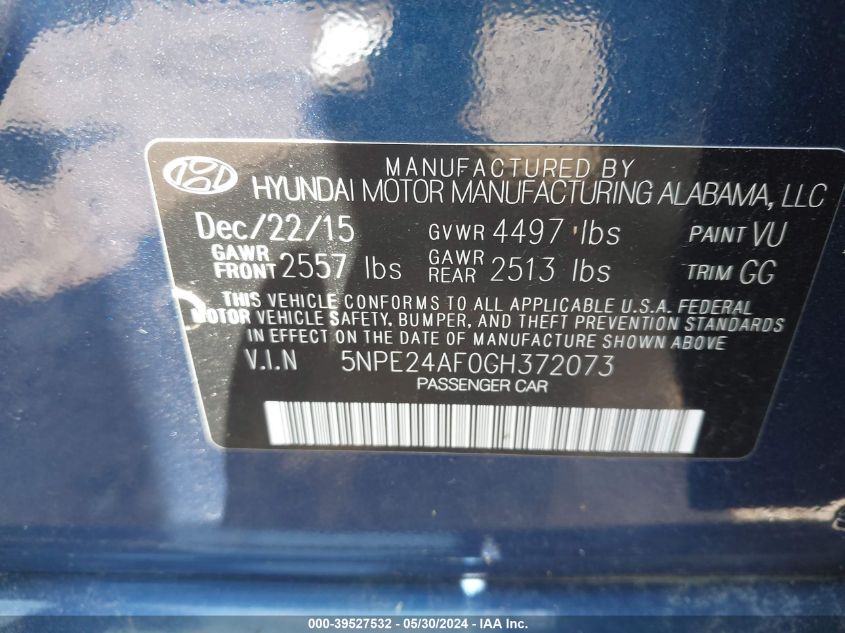 MANUFACTURED BY
HYUNDAI MOTOR MANUFACTURING ALABAMA, LLC
Dec/22/15 GVWR 4497 lbs PAINT VU
GAWR FRONT 2557 lbs GAWR REAR 2513 lbs TRIM GG
THIS VEHICLE CONFORMS TO ALL APPLICABLE U.S.A. FEDERAL
MOTOR VEHICLE SAFETY, BUMPER, AND THEFT PREVENTION STANDARDS
IN EFFECT ON THE DATE OF MANUFACTURE SHOWN ABOVE.
V.I.N 5NPE24AF0GH372073
PASSENGER CAR
000-39527532 - 05/30/2024 - IAA Inc.